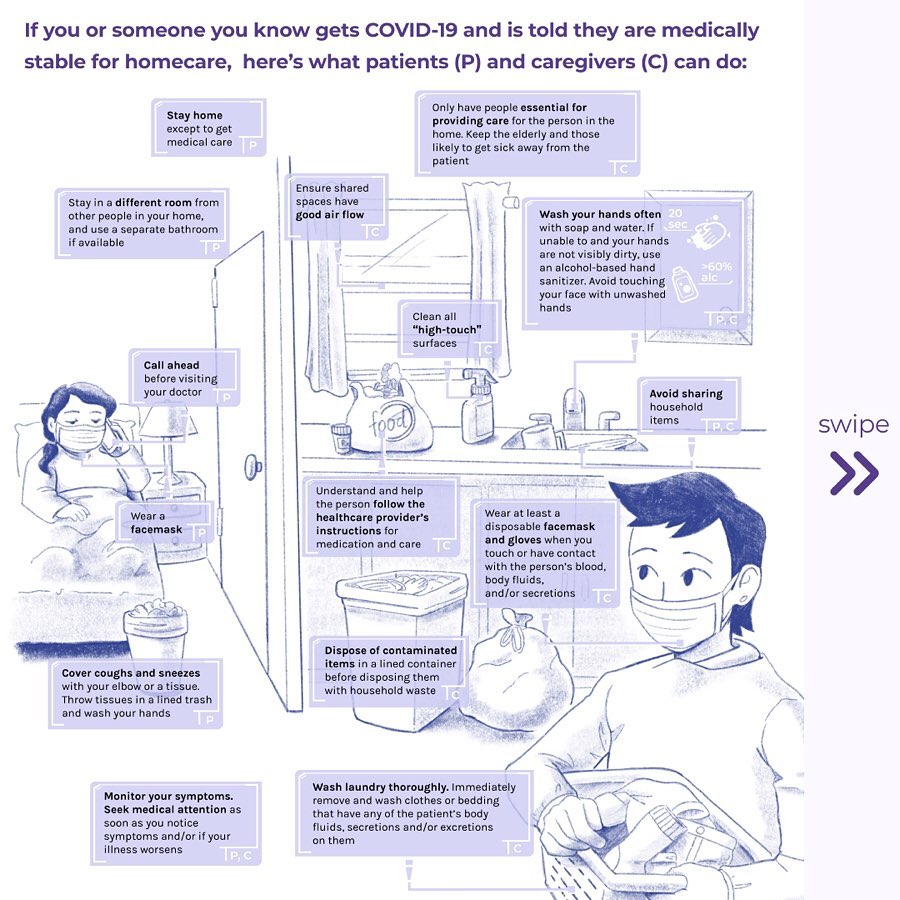 If you or someone you know gets COVID-19 and is told they are medically
stable for homecare, here's what patients (P) and caregivers (C) can do:
Stay home
except to get
medical care
P
Only have people essential for
providing care for the person in the
home. Keep the elderly and those
likely to get sick away from the
patient
C
Stay in a different room from
other people in your home,
and use a separate bathroom
if available
P
Ensure shared
spaces have
good air flow
C
Wash your hands often
with soap and water. If
unable to and your hands
are not visibly dirty, use
an alcohol-based hand
sanitizer. Avoid touching
your face with unwashed
hands
20
sec
>60%
alc
P, C
Clean all
“high-touch”
surfaces
C
Call ahead
before visiting
your doctor
P
Avoid sharing
household
items
P, C
food
swipe
Wear a
facemask
P
Understand and help
the person follow the
healthcare provider's
instructions for
medication and care
C
Wear at least a
disposable facemask
and gloves when you
touch or have contact
with the person's blood,
body fluids,
and/or secretions
C
Cover coughs and sneezes
with your elbow or a tissue.
Throw tissues in a lined trash
and wash your hands
P
Dispose of contaminated
items in a lined container
before disposing them
with household waste
C
Monitor your symptoms.
Seek medical attention as
soon as you notice
symptoms and/or if your
illness worsens
P, C
Wash laundry thoroughly. Immediately
remove and wash clothes or bedding
that have any of the patient's body
fluids, secretions and/or excretions
on them
C